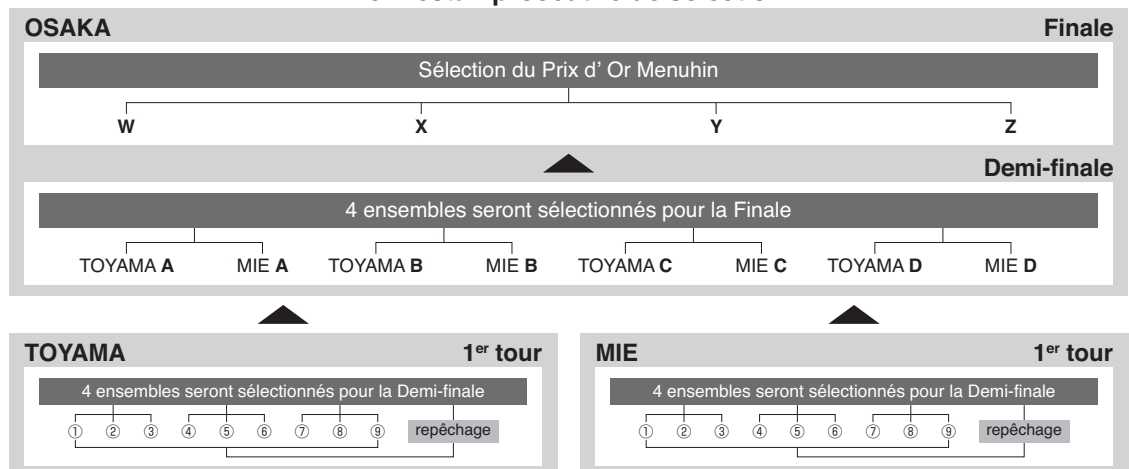 OSAKA Finale
Sélection du Prix d' Or Menuhin
W X Y Z
Demi-finale
4 ensembles seront sélectionnés pour la Finale
TOYAMA A MIE A TOYAMA B MIE B TOYAMA C MIE C TOYAMA D MIE D
TOYAMA 1er tour
4 ensembles seront sélectionnés pour la Demi-finale
① ② ③ ④ ⑤ ⑥ ⑦ ⑧ ⑨ repêchage
MIE 1er tour
4 ensembles seront sélectionnés pour la Demi-finale
① ② ③ ④ ⑤ ⑥ ⑦ ⑧ ⑨ repêchage